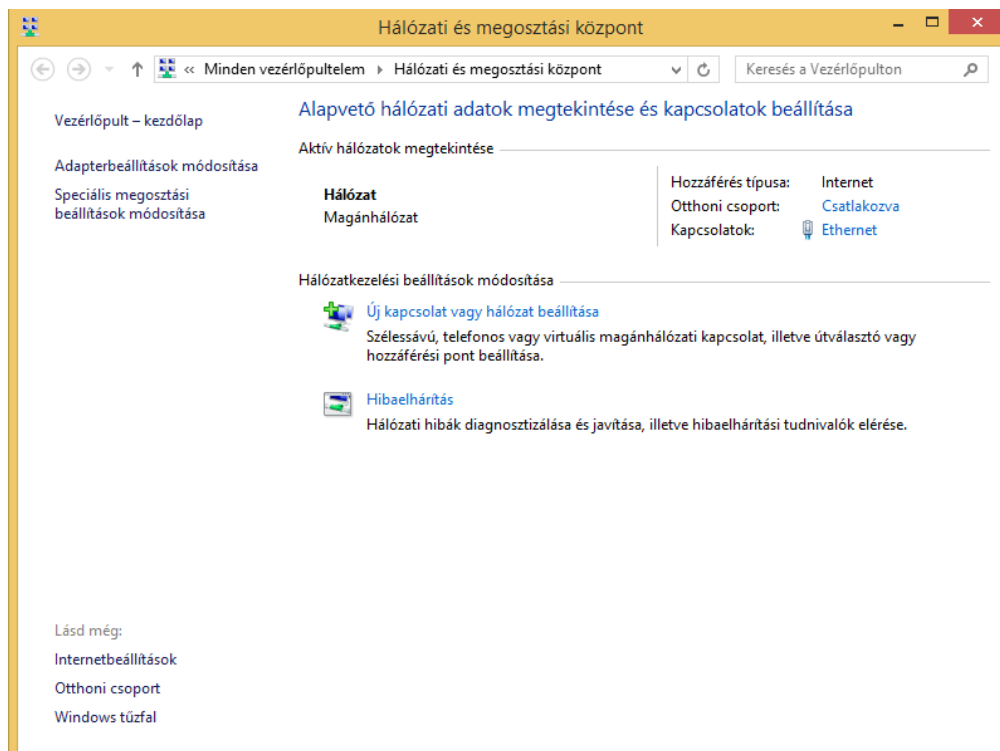 Hálózati és megosztási központ
« Minden vezérlőpultelem Hálózati és megosztási központ
Keresés a Vezérlőpulton
Vezérlőpult – kezdőlap
Adapterbeállítások módosítása
Speciális megosztási
beállítások módosítása
Alapvető hálózati adatok megtekintése és kapcsolatok beállítása
Aktív hálózatok megtekintése
Hálózat
Magánhálózat
Hozzáférés típusa: Internet
Otthoni csoport: Csatlakozva
Kapcsolatok: Ethernet
Hálózatkezelési beállítások módosítása
Új kapcsolat vagy hálózat beállítása
Szélessávú, telefonos vagy virtuális magánhálózati kapcsolat, illetve útválasztó vagy
hozzáférési pont beállítása.
Hibaelhárítás
Hálózati hibák diagnosztizálása és javítása, illetve hibaelhárítási tudnivalók elérése.
Lásd még:
Internetbeállítások
Otthoni csoport
Windows tűzfal